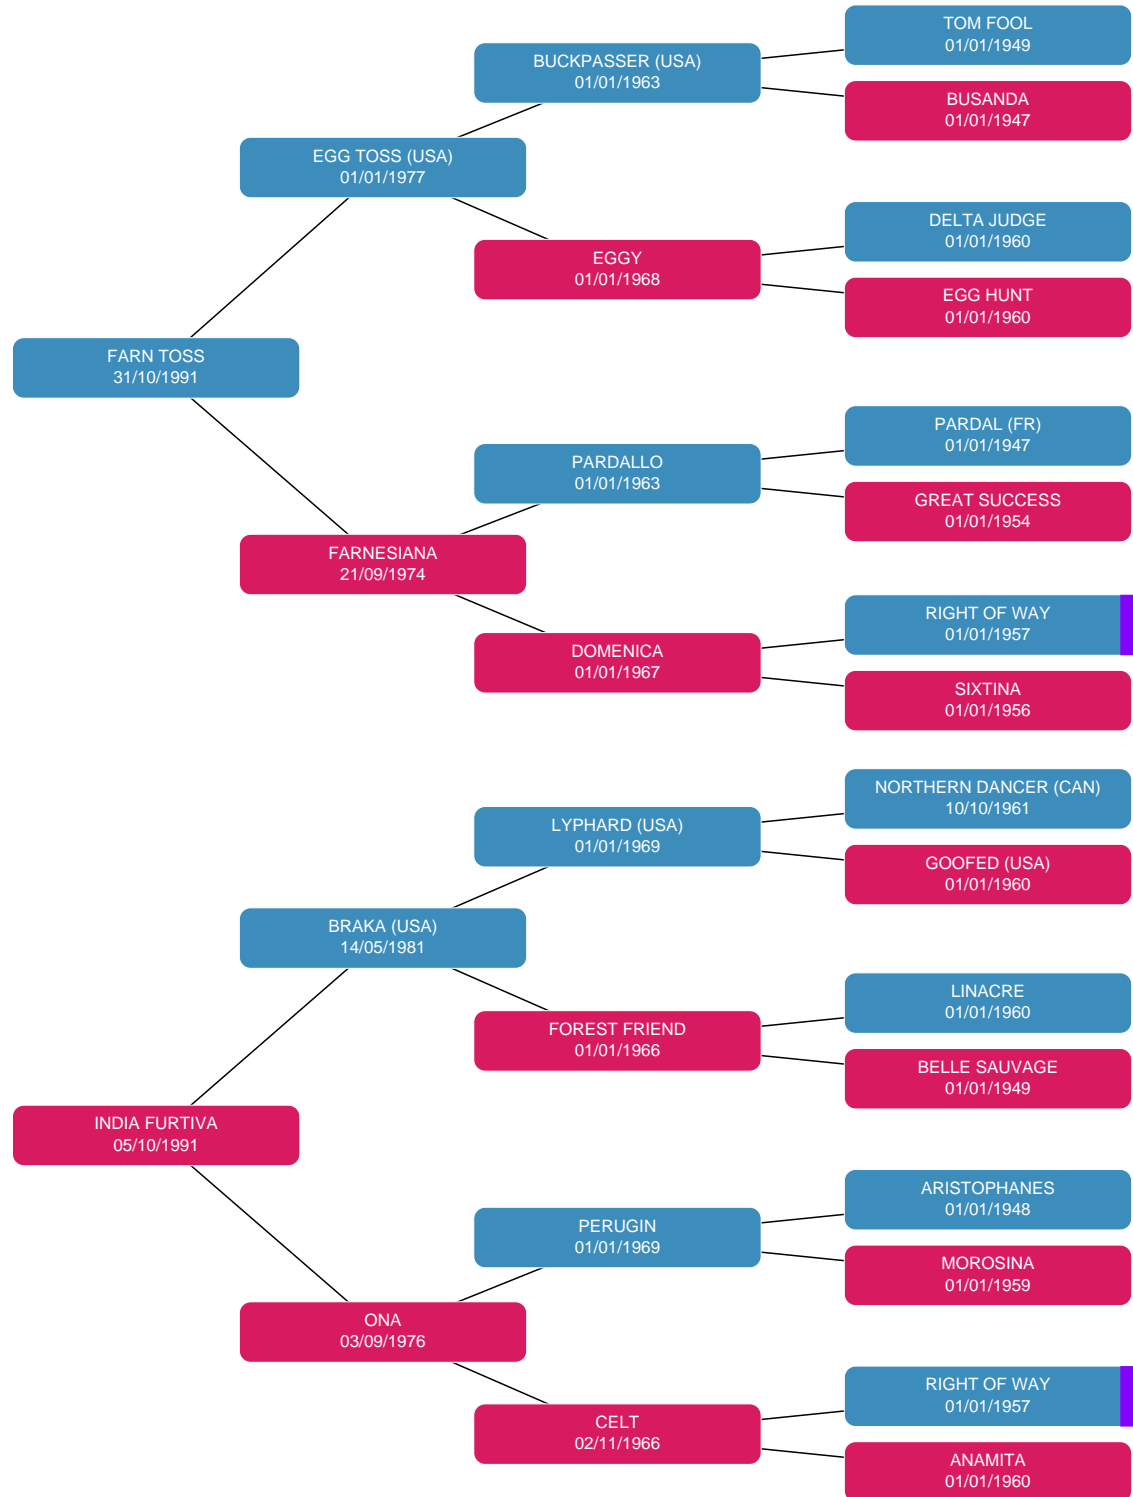 TOM FOOL
01/01/1949
BUCKPASSER (USA)
01/01/1963
BUSANDA
01/01/1947
EGG TOSS (USA)
01/01/1977
DELTA JUDGE
01/01/1960
EGGY
01/01/1968
EGG HUNT
01/01/1960
FARN TOSS
31/10/1991
PARDAL (FR)
01/01/1947
PARDALLO
01/01/1963
GREAT SUCCESS
01/01/1954
FARNESIANA
21/09/1974
RIGHT OF WAY
01/01/1957
DOMENICA
01/01/1967
SIXTINA
01/01/1956
NORTHERN DANCER (CAN)
10/10/1961
LYPHARD (USA)
01/01/1969
GOOFED (USA)
01/01/1960
BRAKA (USA)
14/05/1981
LINACRE
01/01/1960
FOREST FRIEND
01/01/1966
BELLE SAUVAGE
01/01/1949
INDIA FURTIVA
05/10/1991
ARISTOPHANES
01/01/1948
PERUGIN
01/01/1969
MOROSINA
01/01/1959
ONA
03/09/1976
RIGHT OF WAY
01/01/1957
CELT
02/11/1966
ANAMITA
01/01/1960